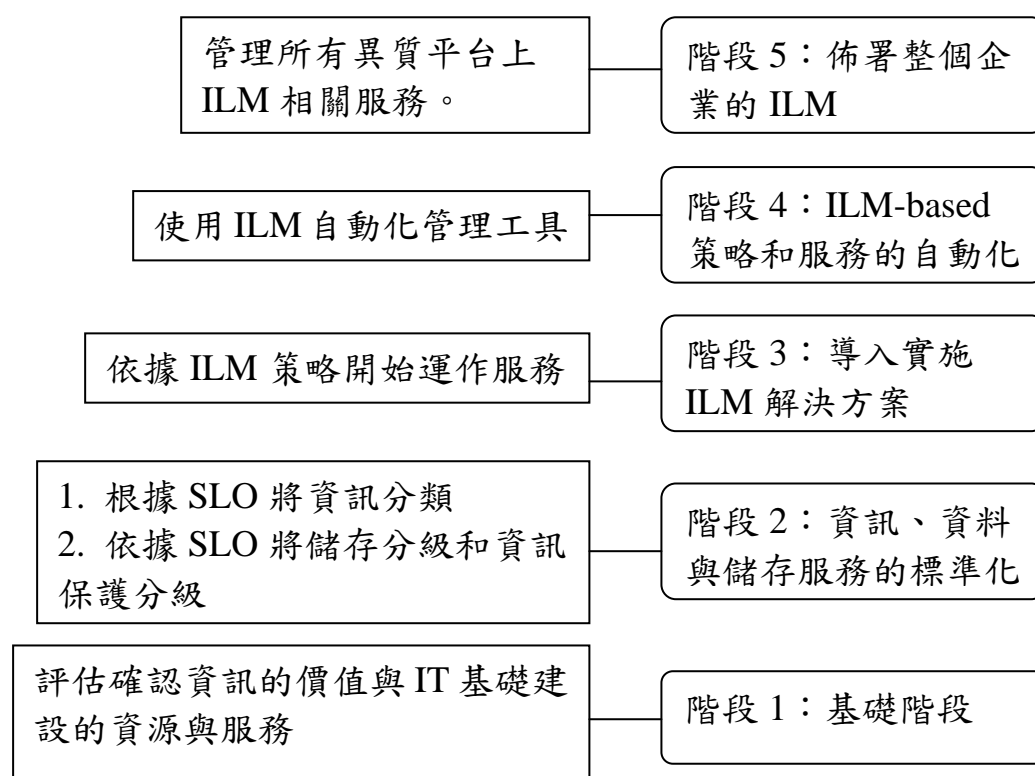 管理所有異質平台上
ILM 相關服務。
階段 5：佈署整個企
業的 ILM
使用 ILM 自動化管理工具
階段 4：ILM-based
策略和服務的自動化
依據 ILM 策略開始運作服務
階段 3：導入實施
ILM 解決方案
1. 根據 SLO 將資訊分類
2. 依據 SLO 將儲存分級和資訊
保護分級
階段 2：資訊、資料
與儲存服務的標準化
評估確認資訊的價值與 IT 基礎建
設的資源與服務
階段 1：基礎階段